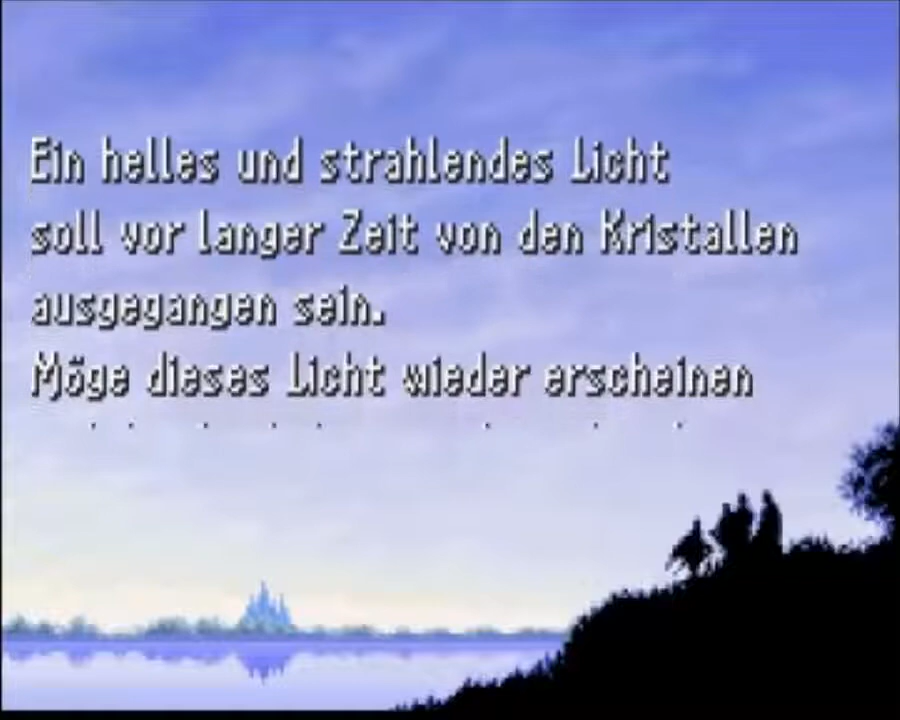 Ein helles und strahlendes Licht
soll vor langer Zeit von den Kristallen
ausgegangen sein.
Möge dieses Licht wieder erscheinen